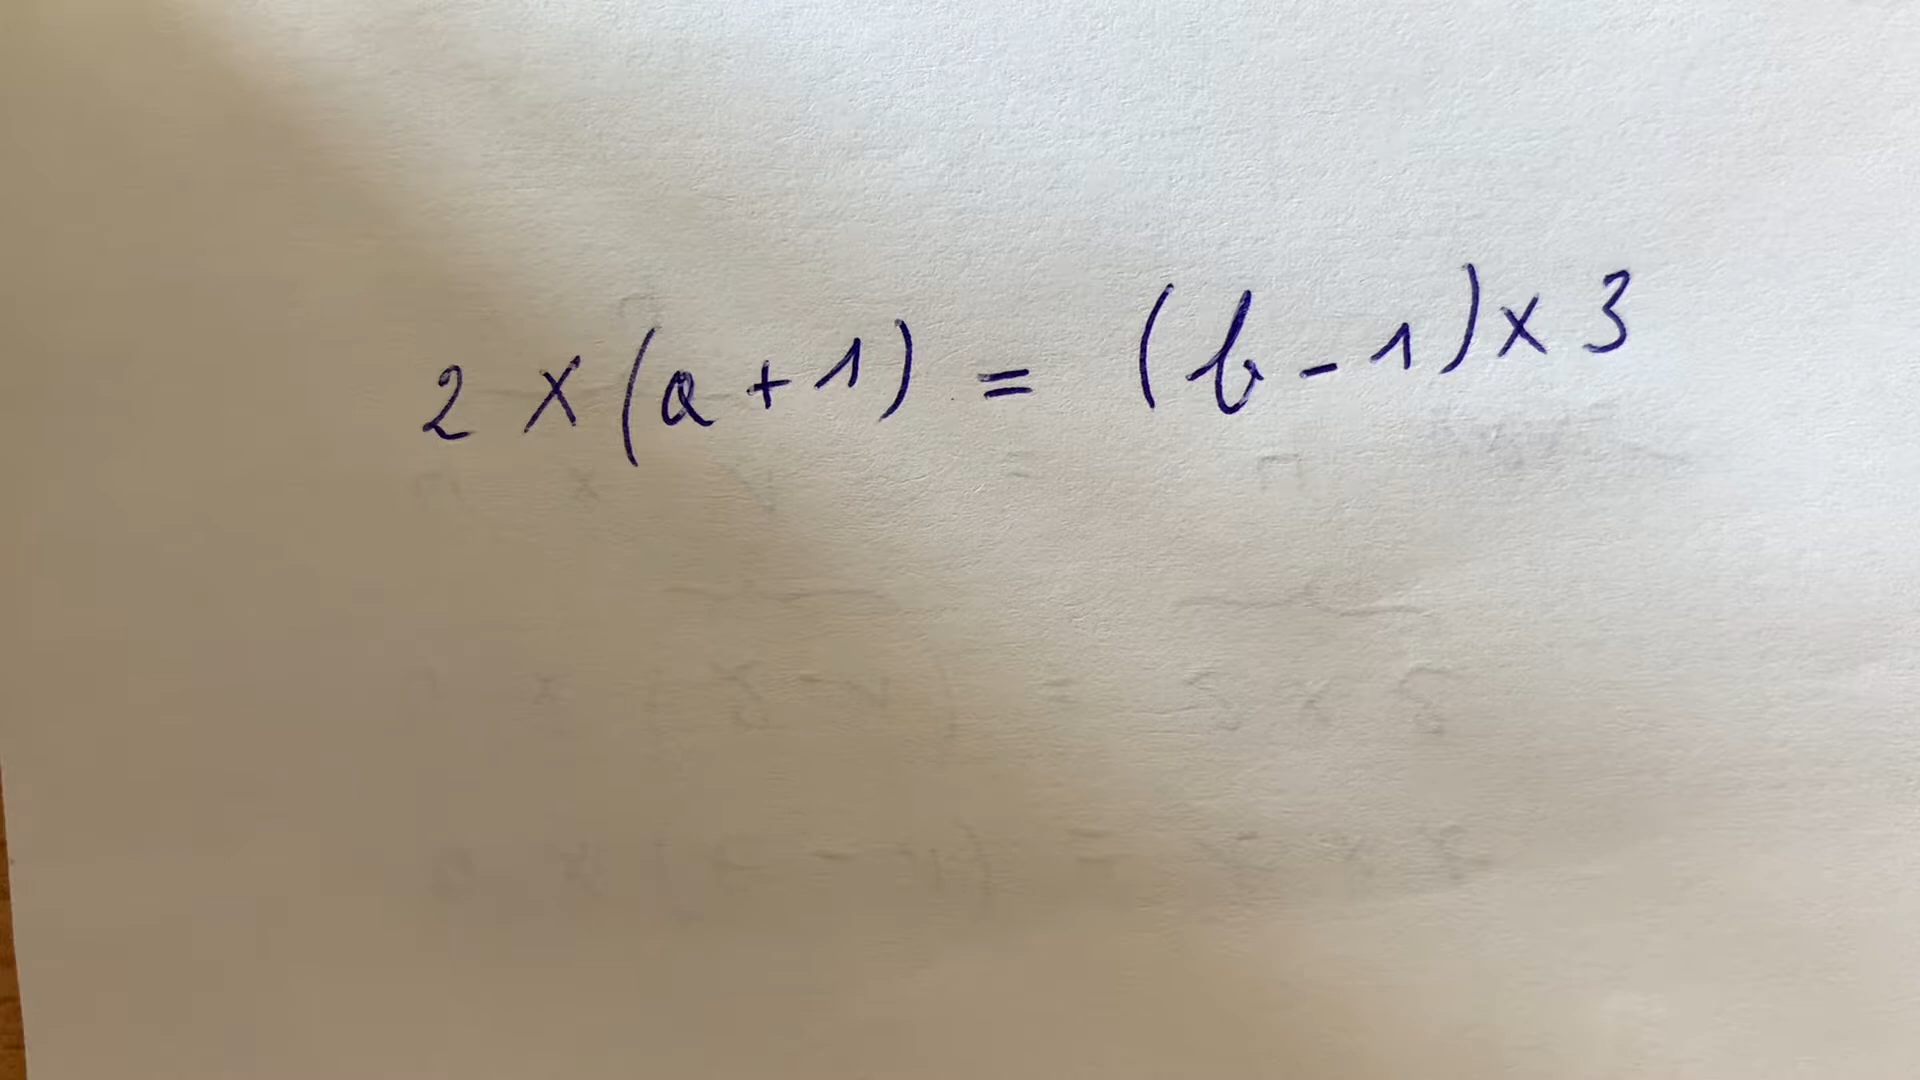 2 × (a + 1) = (b - 1) × 3